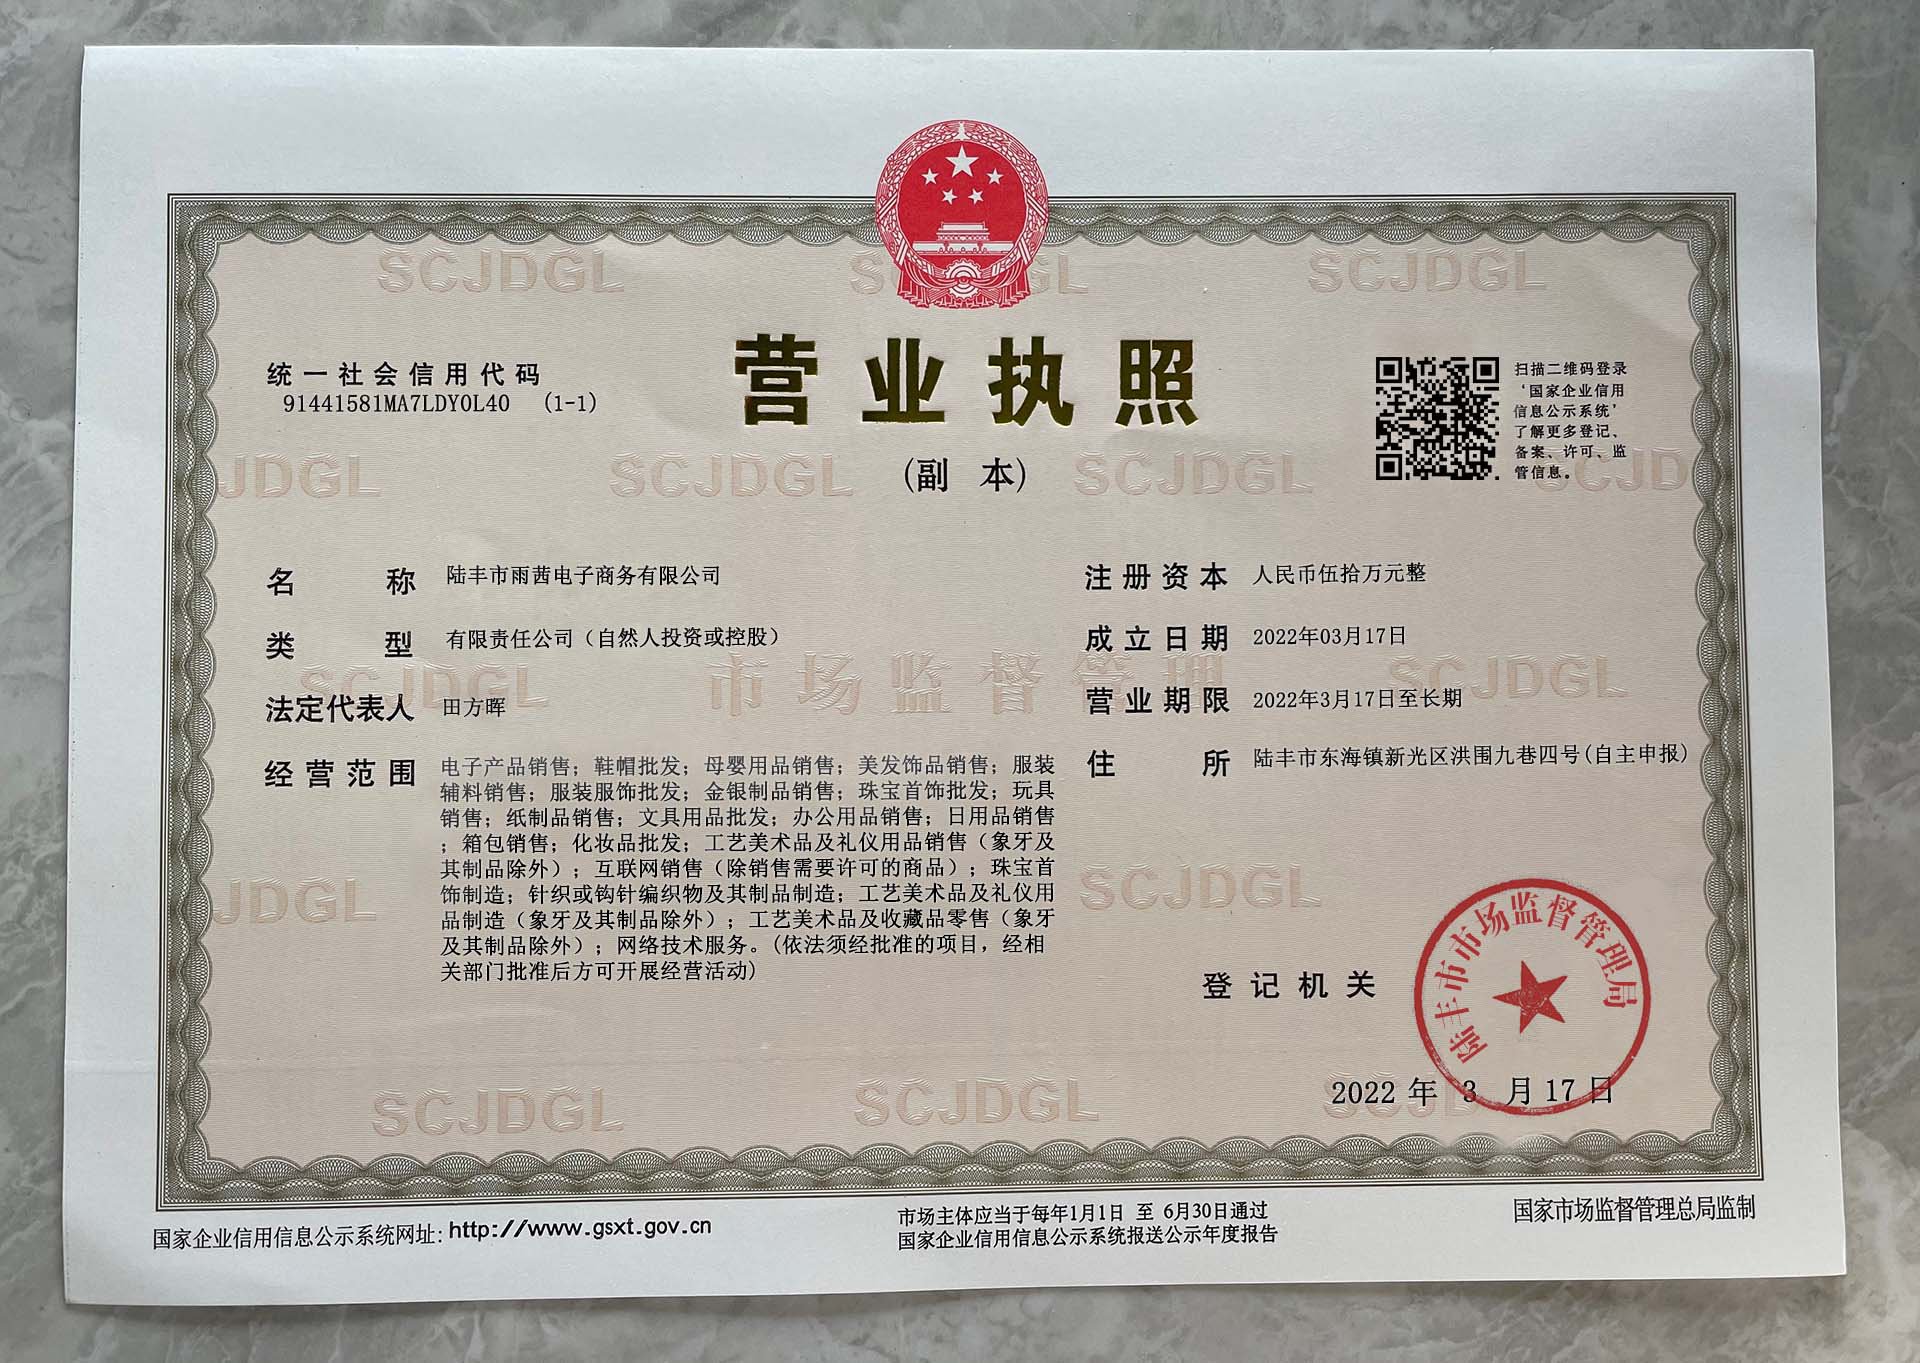 营业执照
(副 本)
统一社会信用代码
91441581MA7LDY0L40 (1-1)
扫描二维码登录
‘国家企业信用
信息公示系统’
了解更多登记、
备案、许可、监
管信息。
名 称 陆丰市雨茜电子商务有限公司
类 型 有限责任公司（自然人投资或控股）
法定代表人 田方晖
经营范围 电子产品销售；鞋帽批发；母婴用品销售；美发饰品销售；服装
辅料销售；服装服饰批发；金银制品销售；珠宝首饰批发；玩具
销售；纸制品销售；文具用品批发；办公用品销售；日用品销售
；箱包销售；化妆品批发；工艺美术品及礼仪用品销售（象牙及
其制品除外）；互联网销售（除销售需要许可的商品）；珠宝首
饰制造；针织或钩针编织物及其制品制造；工艺美术品及礼仪用
品制造（象牙及其制品除外）；工艺美术品及收藏品零售（象牙
及其制品除外）；网络技术服务。(依法须经批准的项目，经相
关部门批准后方可开展经营活动)
注册资本 人民币伍拾万元整
成立日期 2022年03月17日
营业期限 2022年3月17日至长期
住 所 陆丰市东海镇新光区洪围九巷四号(自主申报)
登记机关
陆丰市市场监督管理局
2022 年 3 月 17 日
SCJDGL
市场监督管理
国家企业信用信息公示系统网址: http://www.gsxt.gov.cn
市场主体应当于每年1月1日 至 6月30日通过
国家企业信用信息公示系统报送公示年度报告
国家市场监督管理总局监制